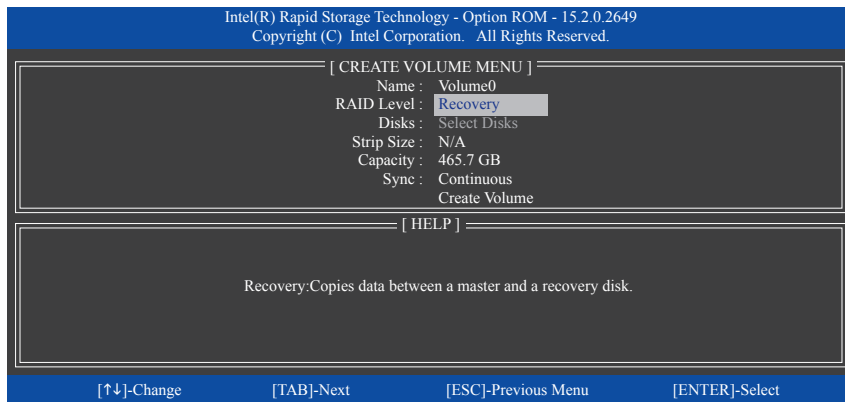 Intel(R) Rapid Storage Technology - Option ROM - 15.2.0.2649
Copyright (C) Intel Corporation. All Rights Reserved.
[ CREATE VOLUME MENU ]
Name : Volume0
RAID Level : Recovery
Disks : Select Disks
Strip Size : N/A
Capacity : 465.7 GB
Sync : Continuous
Create Volume
[ HELP ]
Recovery:Copies data between a master and a recovery disk.
[↑↓]-Change [TAB]-Next [ESC]-Previous Menu [ENTER]-Select